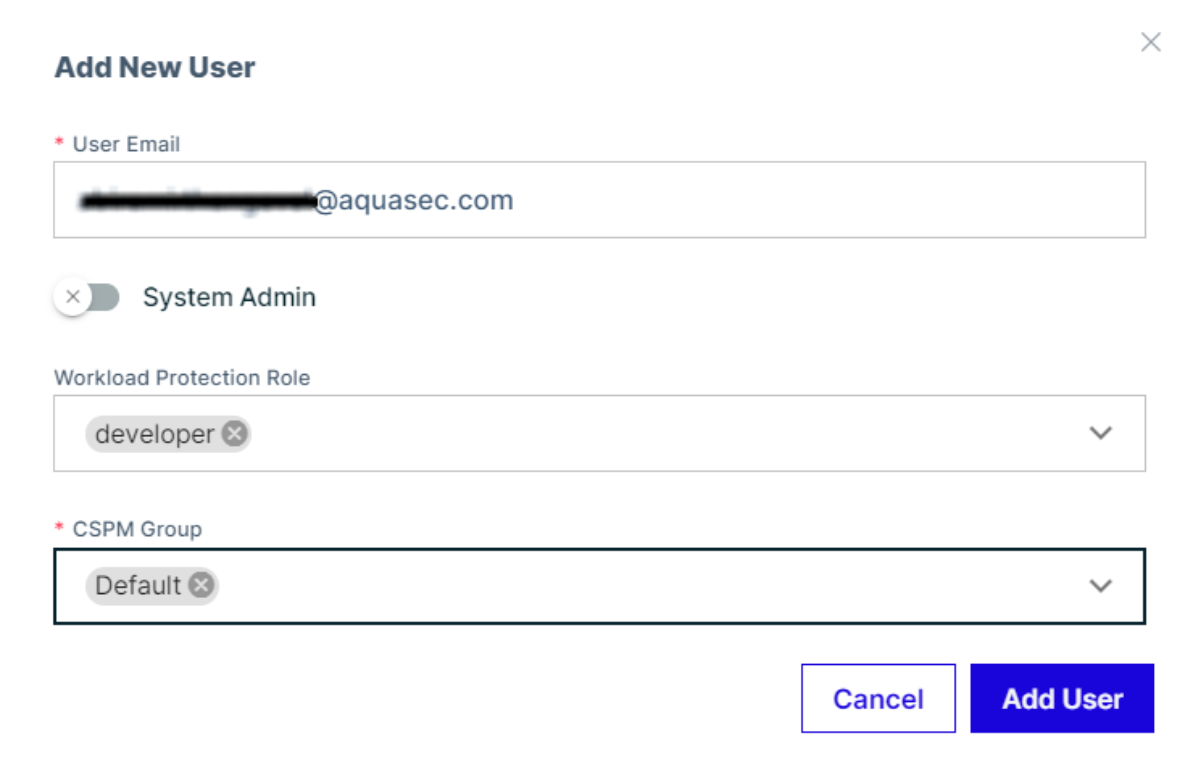 Add New User
* User Email
@aquasec.com
System Admin
Workload Protection Role
developer
* CSPM Group
Default
Cancel
Add User